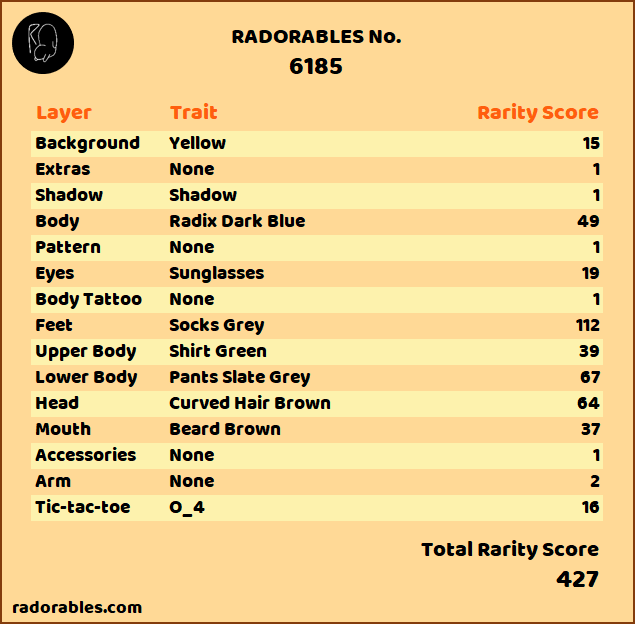 RADORABLES No.
6185
Layer Trait Rarity Score
Background Yellow 15
Extras None 1
Shadow Shadow 1
Body Radix Dark Blue 49
Pattern None 1
Eyes Sunglasses 19
Body Tattoo None 1
Feet Socks Grey 112
Upper Body Shirt Green 39
Lower Body Pants Slate Grey 67
Head Curved Hair Brown 64
Mouth Beard Brown 37
Accessories None 1
Arm None 2
Tic-tac-toe O_4 16
Total Rarity Score
427
radorables.com